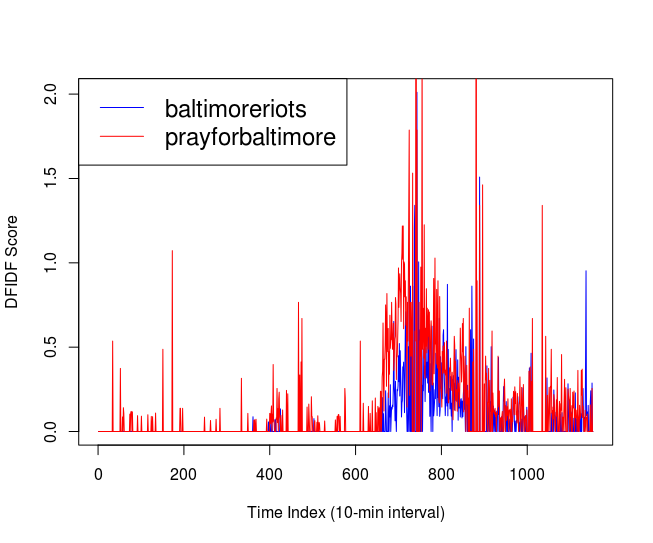 baltimoreriots
prayforbaltimore
DFIDF Score
2.0
1.5
1.0
0.5
0.0
0 200 400 600 800 1000
Time Index (10-min interval)